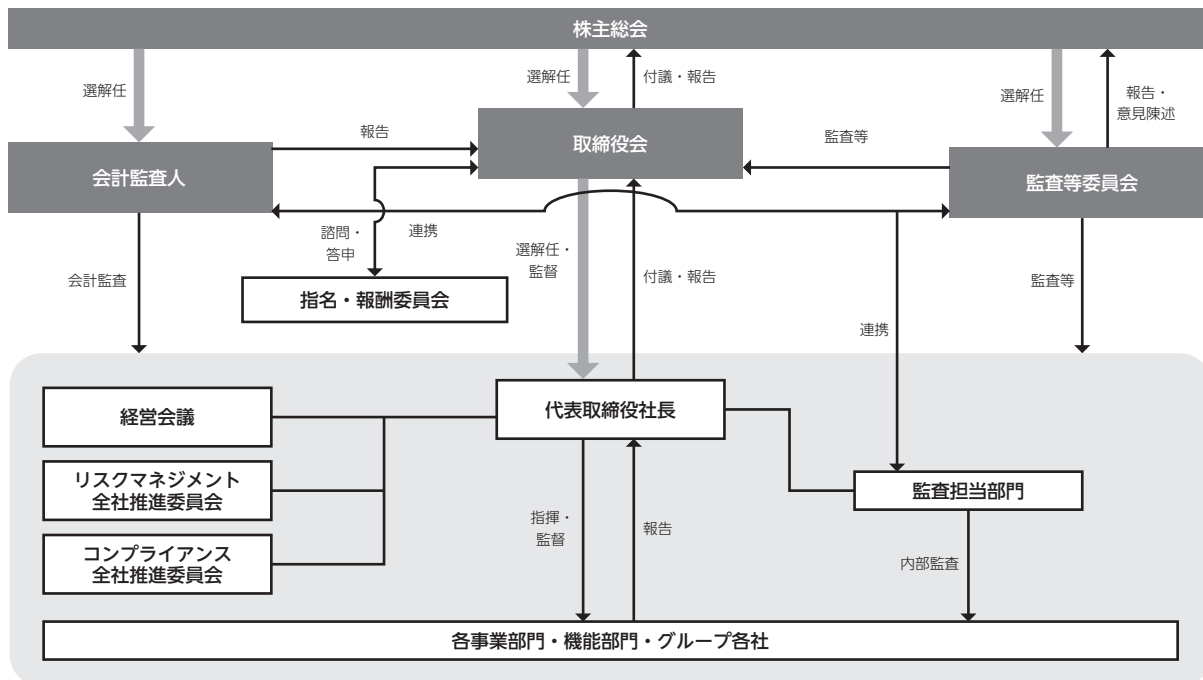 株主総会
選解任
選解任
付議・報告
選解任
報告・
意見陳述
報告
取締役会
監査等
会計監査人
監査等委員会
諮問・
答申
連携
選解任・
監督
付議・報告
会計監査
監査等
指名・報酬委員会
連携
経営会議
代表取締役社長
リスクマネジメント
全社推進委員会
監査担当部門
指揮・
監督
報告
コンプライアンス
全社推進委員会
内部監査
各事業部門・機能部門・グループ各社